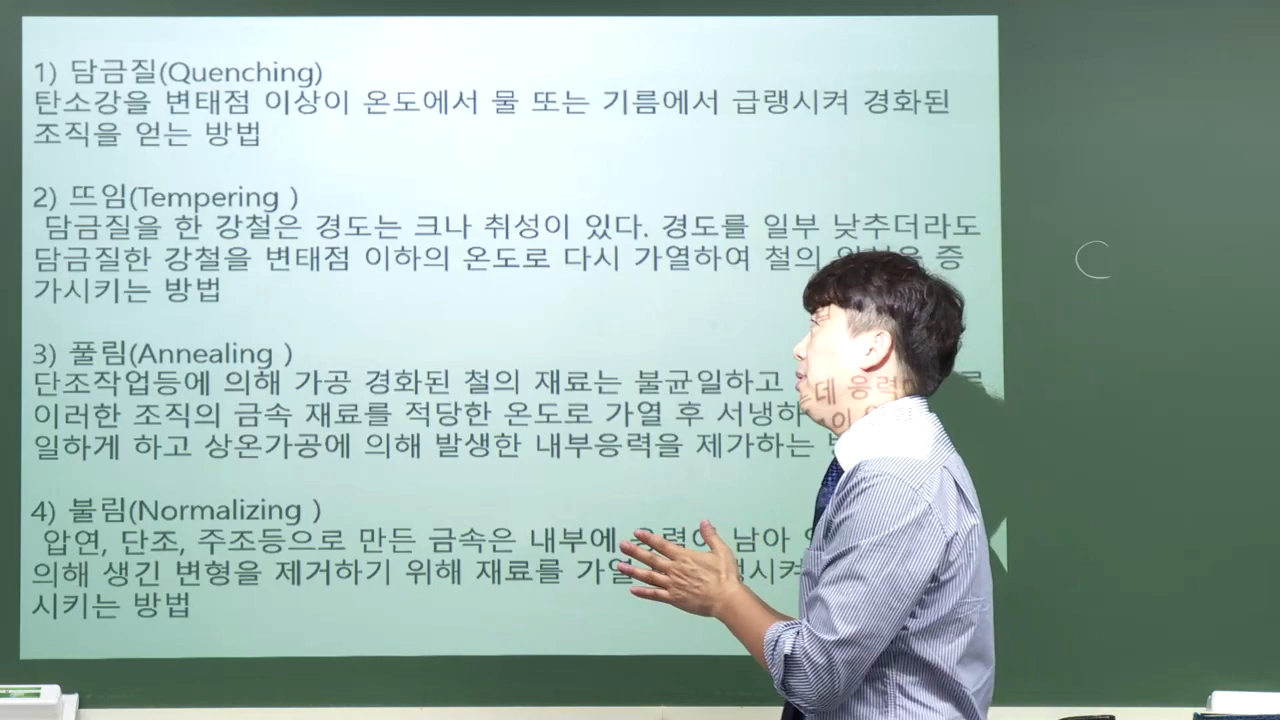 1) 담금질(Quenching)
탄소강을 변태점 이상이 온도에서 물 또는 기름에서 급랭시켜 경화된
조직을 얻는 방법
2) 뜨임(Tempering )
담금질을 한 강철은 경도는 크나 취성이 있다. 경도를 일부 낮추더라도
담금질한 강철을 변태점 이하의 온도로 다시 가열하여 철의 증
가시키는 방법
3) 풀림(Annealing )
단조작업등에 의해 가공 경화된 철의 재료는 불균일하고 응력
이러한 조직의 금속 재료를 적당한 온도로 가열 후 서냉하
일하게 하고 상온가공에 의해 발생한 내부응력을 제가하는
4) 불림(Normalizing )
압연, 단조, 주조등으로 만든 금속은 내부에 응력이 남아
의해 생긴 변형을 제거하기 위해 재료를 가열
시키는 방법